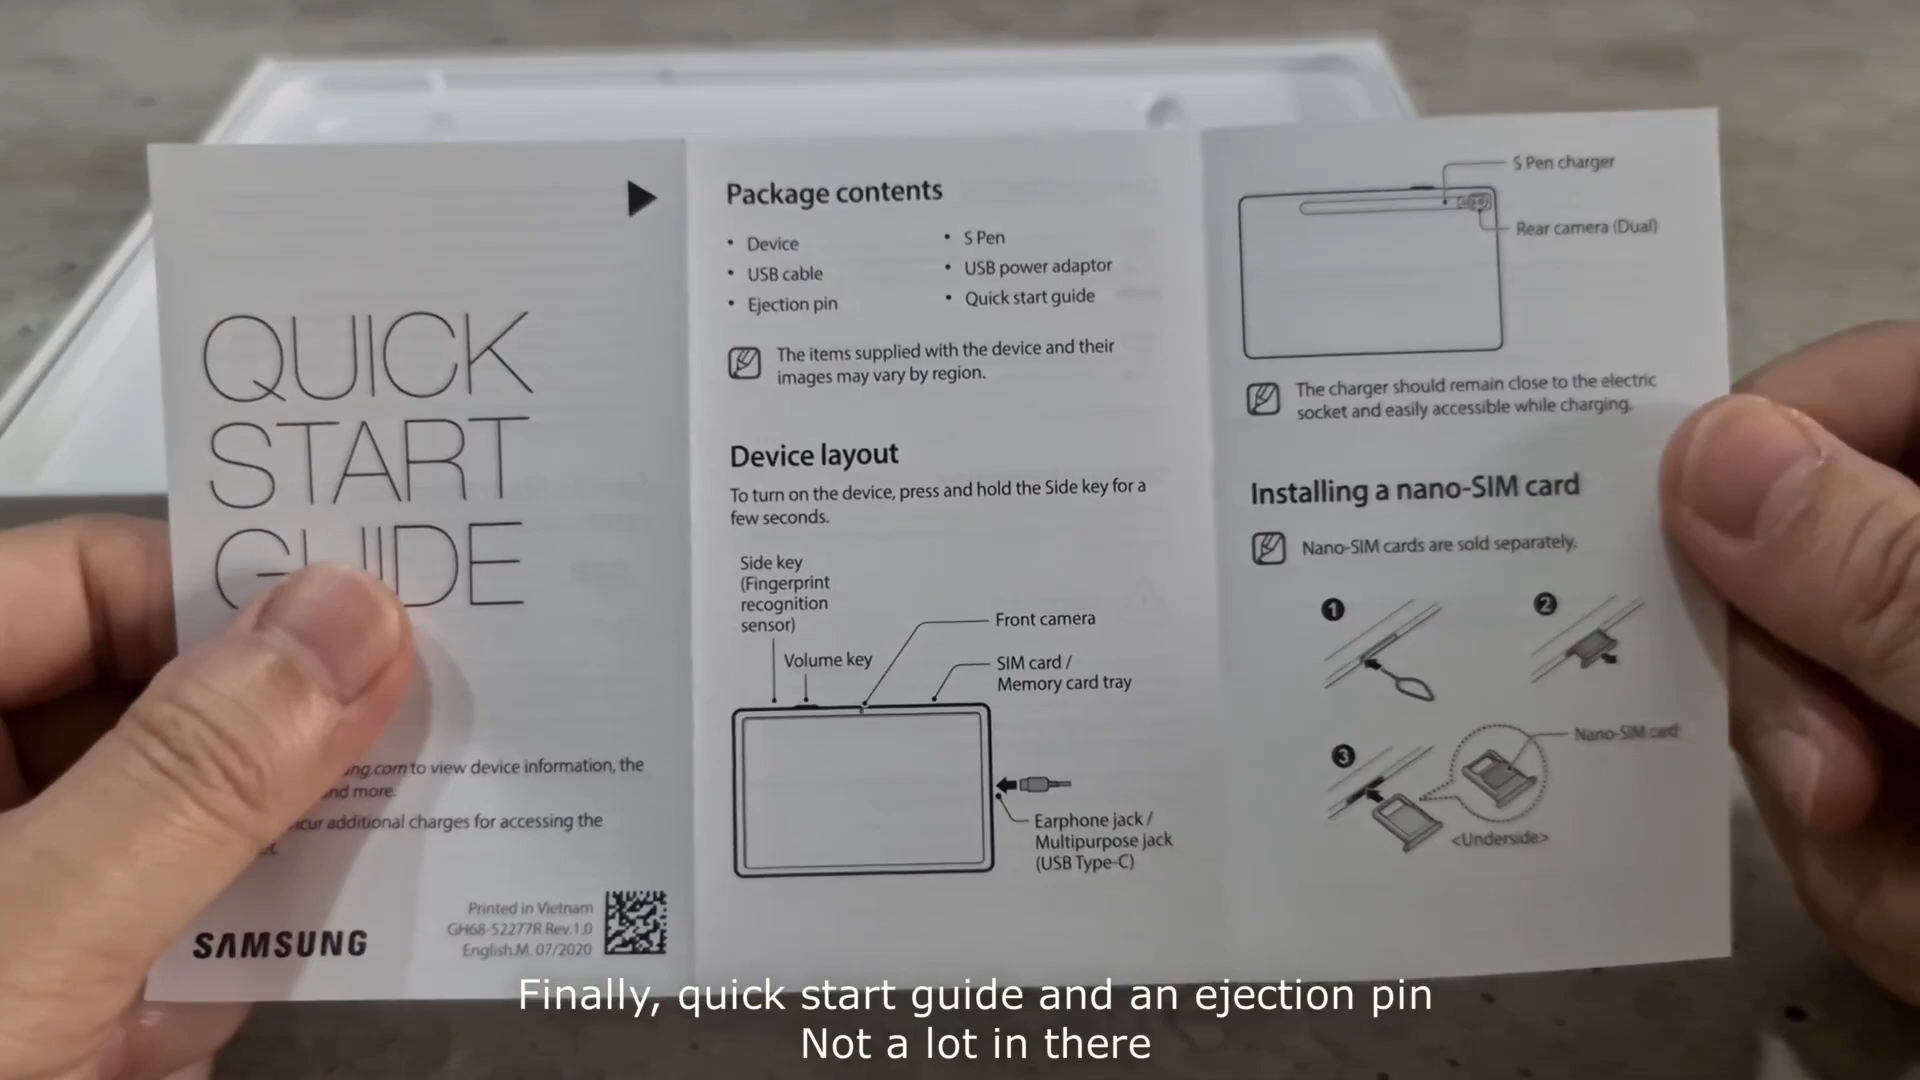 QUICK
START
GUIDE
to view device information, the
more.
additional charges for accessing the
SAMSUNG
Printed in Vietnam
GH68-52277R Rev.1.0
English.M. 07/2020
Package contents
• Device
• USB cable
• Ejection pin
• S Pen
• USB power adaptor
• Quick start guide
The items supplied with the device and their
images may vary by region.
Device layout
To turn on the device, press and hold the Side key for a
few seconds.
Side key
(Fingerprint
recognition
sensor)
Volume key
Front camera
SIM card /
Memory card tray
Earphone jack /
Multipurpose jack
(USB Type-C)
S Pen charger
Rear camera (Dual)
The charger should remain close to the electric
socket and easily accessible while charging.
Installing a nano-SIM card
Nano-SIM cards are sold separately.
1
2
3
Nano-SIM card
<Underside>
Finally, quick start guide and an ejection pin
Not a lot in there